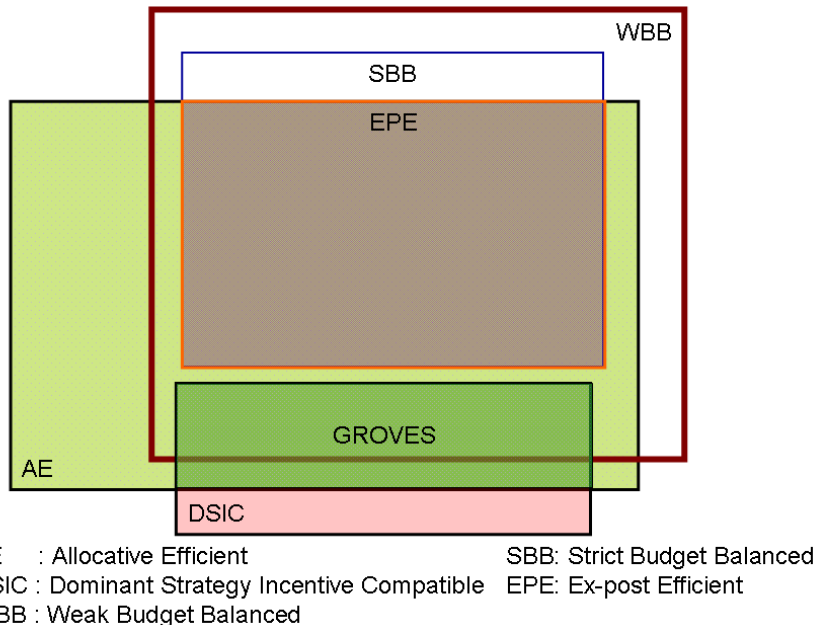 WBB
SBB
EPE
GROVES
AE
DSIC
E : Allocative Efficient SBB: Strict Budget Balanced
SIC : Dominant Strategy Incentive Compatible EPE: Ex-post Efficient
BB : Weak Budget Balanced